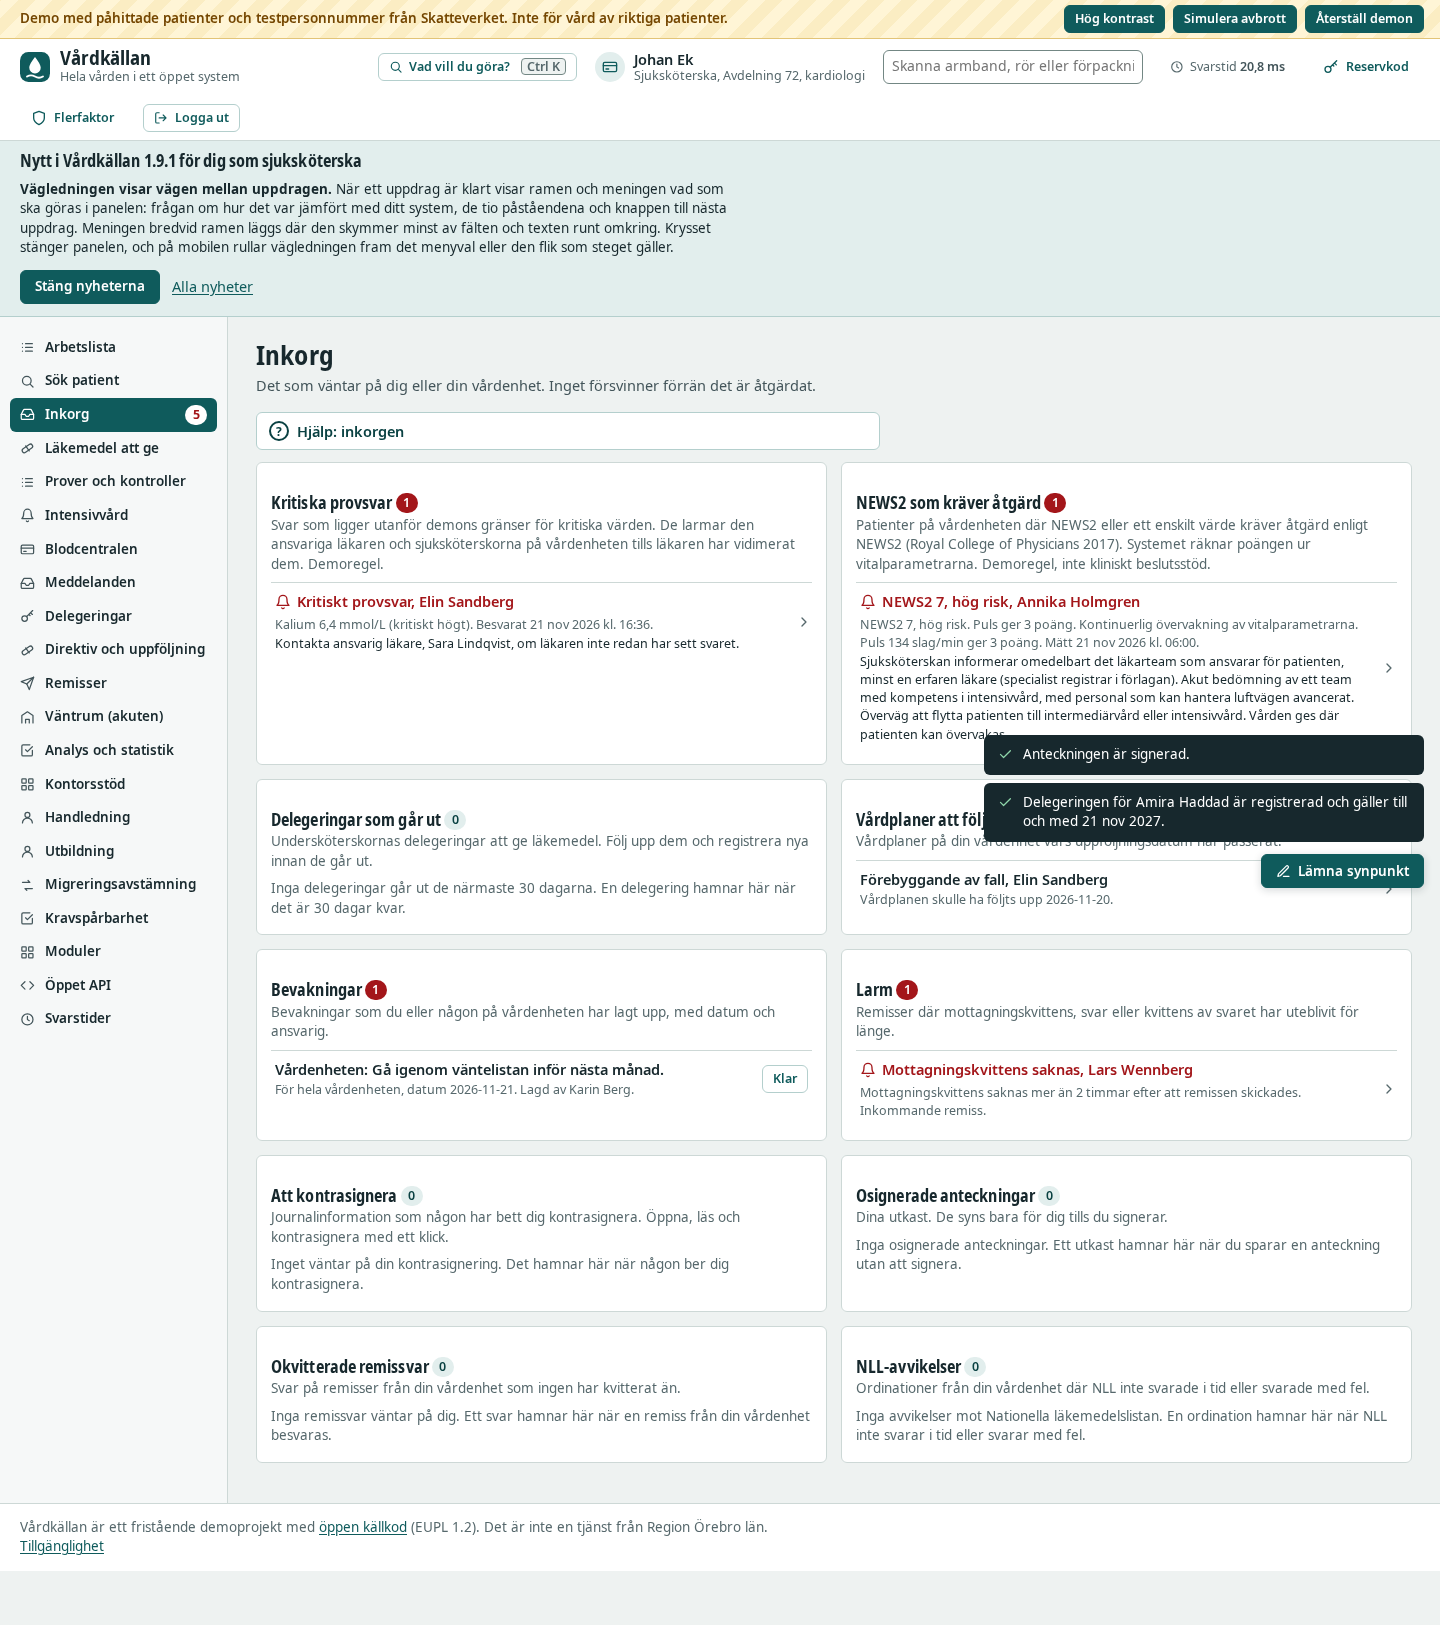 Demo med påhittade patienter och testpersonnummer från Skatteverket. Inte för vård av riktiga patienter.
Hög kontrast
Simulera avbrott
Återställ demon
Vårdkällan
Hela vården i ett öppet system
Vad vill du göra? Ctrl K
Johan Ek
Sjuksköterska, Avdelning 72, kardiologi
Skanna armband, rör eller förpackni
Svarstid 20,8 ms
Reservkod
Flerfaktor
Logga ut
Nytt i Vårdkällan 1.9.1 för dig som sjuksköterska
Vägledningen visar vägen mellan uppdragen. När ett uppdrag är klart visar ramen och meningen vad som
ska göras i panelen: frågan om hur det var jämfört med ditt system, de tio påståendena och knappen till nästa
uppdrag. Meningen bredvid ramen läggs där den skymmer minst av fälten och texten runt omkring. Krysset
stänger panelen, och på mobilen rullar vägledningen fram det menyval eller den flik som steget gäller.
Stäng nyheterna
Alla nyheter
Arbetslista
Sök patient
Inkorg 5
Läkemedel att ge
Prover och kontroller
Intensivvård
Blodcentralen
Meddelanden
Delegeringar
Direktiv och uppföljning
Remisser
Väntrum (akuten)
Analys och statistik
Kontorsstöd
Handledning
Utbildning
Migreringsavstämning
Kravspårbarhet
Moduler
Öppet API
Svarstider
Inkorg
Det som väntar på dig eller din vårdenhet. Inget försvinner förrän det är åtgärdat.
? Hjälp: inkorgen
Kritiska provsvar 1
Svar som ligger utanför demons gränser för kritiska värden. De larmar den
ansvariga läkaren och sjuksköterskorna på vårdenheten tills läkaren har vidimerat
dem. Demoregel.
Kritiskt provsvar, Elin Sandberg
Kalium 6,4 mmol/L (kritiskt högt). Besvarat 21 nov 2026 kl. 16:36.
Kontakta ansvarig läkare, Sara Lindqvist, om läkaren inte redan har sett svaret.
NEWS2 som kräver åtgärd 1
Patienter på vårdenheten där NEWS2 eller ett enskilt värde kräver åtgärd enligt
NEWS2 (Royal College of Physicians 2017). Systemet räknar poängen ur
vitalparametrarna. Demoregel, inte kliniskt beslutsstöd.
NEWS2 7, hög risk, Annika Holmgren
NEWS2 7, hög risk. Puls ger 3 poäng. Kontinuerlig övervakning av vitalparametrarna.
Puls 134 slag/min ger 3 poäng. Mätt 21 nov 2026 kl. 06:00.
Sjuksköterskan informerar omedelbart det läkarteam som ansvarar för patienten,
minst en erfaren läkare (specialist registrar i förlagan). Akut bedömning av ett team
med kompetens i intensivvård, med personal som kan hantera luftvägen avancerat.
Överväg att flytta patienten till intermediärvård eller intensivvård. Vården ges där
patienten kan övervakas.
Anteckningen är signerad.
Delegeringen för Amira Haddad är registrerad och gäller till
och med 21 nov 2027.
Lämna synpunkt
Delegeringar som går ut 0
Undersköterskornas delegeringar att ge läkemedel. Följ upp dem och registrera nya
innan de går ut.
Inga delegeringar går ut de närmaste 30 dagarna. En delegering hamnar här när
det är 30 dagar kvar.
Vårdplaner att följ
Vårdplaner på din vårdenhet vars uppföljningsdatum har passerat.
Förebyggande av fall, Elin Sandberg
Vårdplanen skulle ha följts upp 2026-11-20.
Bevakningar 1
Bevakningar som du eller någon på vårdenheten har lagt upp, med datum och
ansvarig.
Vårdenheten: Gå igenom väntelistan inför nästa månad.
För hela vårdenheten, datum 2026-11-21. Lagd av Karin Berg.
Klar
Larm 1
Remisser där mottagningskvittens, svar eller kvittens av svaret har uteblivit för
länge.
Mottagningskvittens saknas, Lars Wennberg
Mottagningskvittens saknas mer än 2 timmar efter att remissen skickades.
Inkommande remiss.
Att kontrasignera 0
Journalinformation som någon har bett dig kontrasignera. Öppna, läs och
kontrasignera med ett klick.
Inget väntar på din kontrasignering. Det hamnar här när någon ber dig
kontrasignera.
Osignerade anteckningar 0
Dina utkast. De syns bara för dig tills du signerar.
Inga osignerade anteckningar. Ett utkast hamnar här när du sparar en anteckning
utan att signera.
Okvitterade remissvar 0
Svar på remisser från din vårdenhet som ingen har kvitterat än.
Inga remissvar väntar på dig. Ett svar hamnar här när en remiss från din vårdenhet
besvaras.
NLL-avvikelser 0
Ordinationer från din vårdenhet där NLL inte svarade i tid eller svarade med fel.
Inga avvikelser mot Nationella läkemedelslistan. En ordination hamnar här när NLL
inte svarar i tid eller svarar med fel.
Vårdkällan är ett fristående demoprojekt med öppen källkod (EUPL 1.2). Det är inte en tjänst från Region Örebro län.
Tillgänglighet